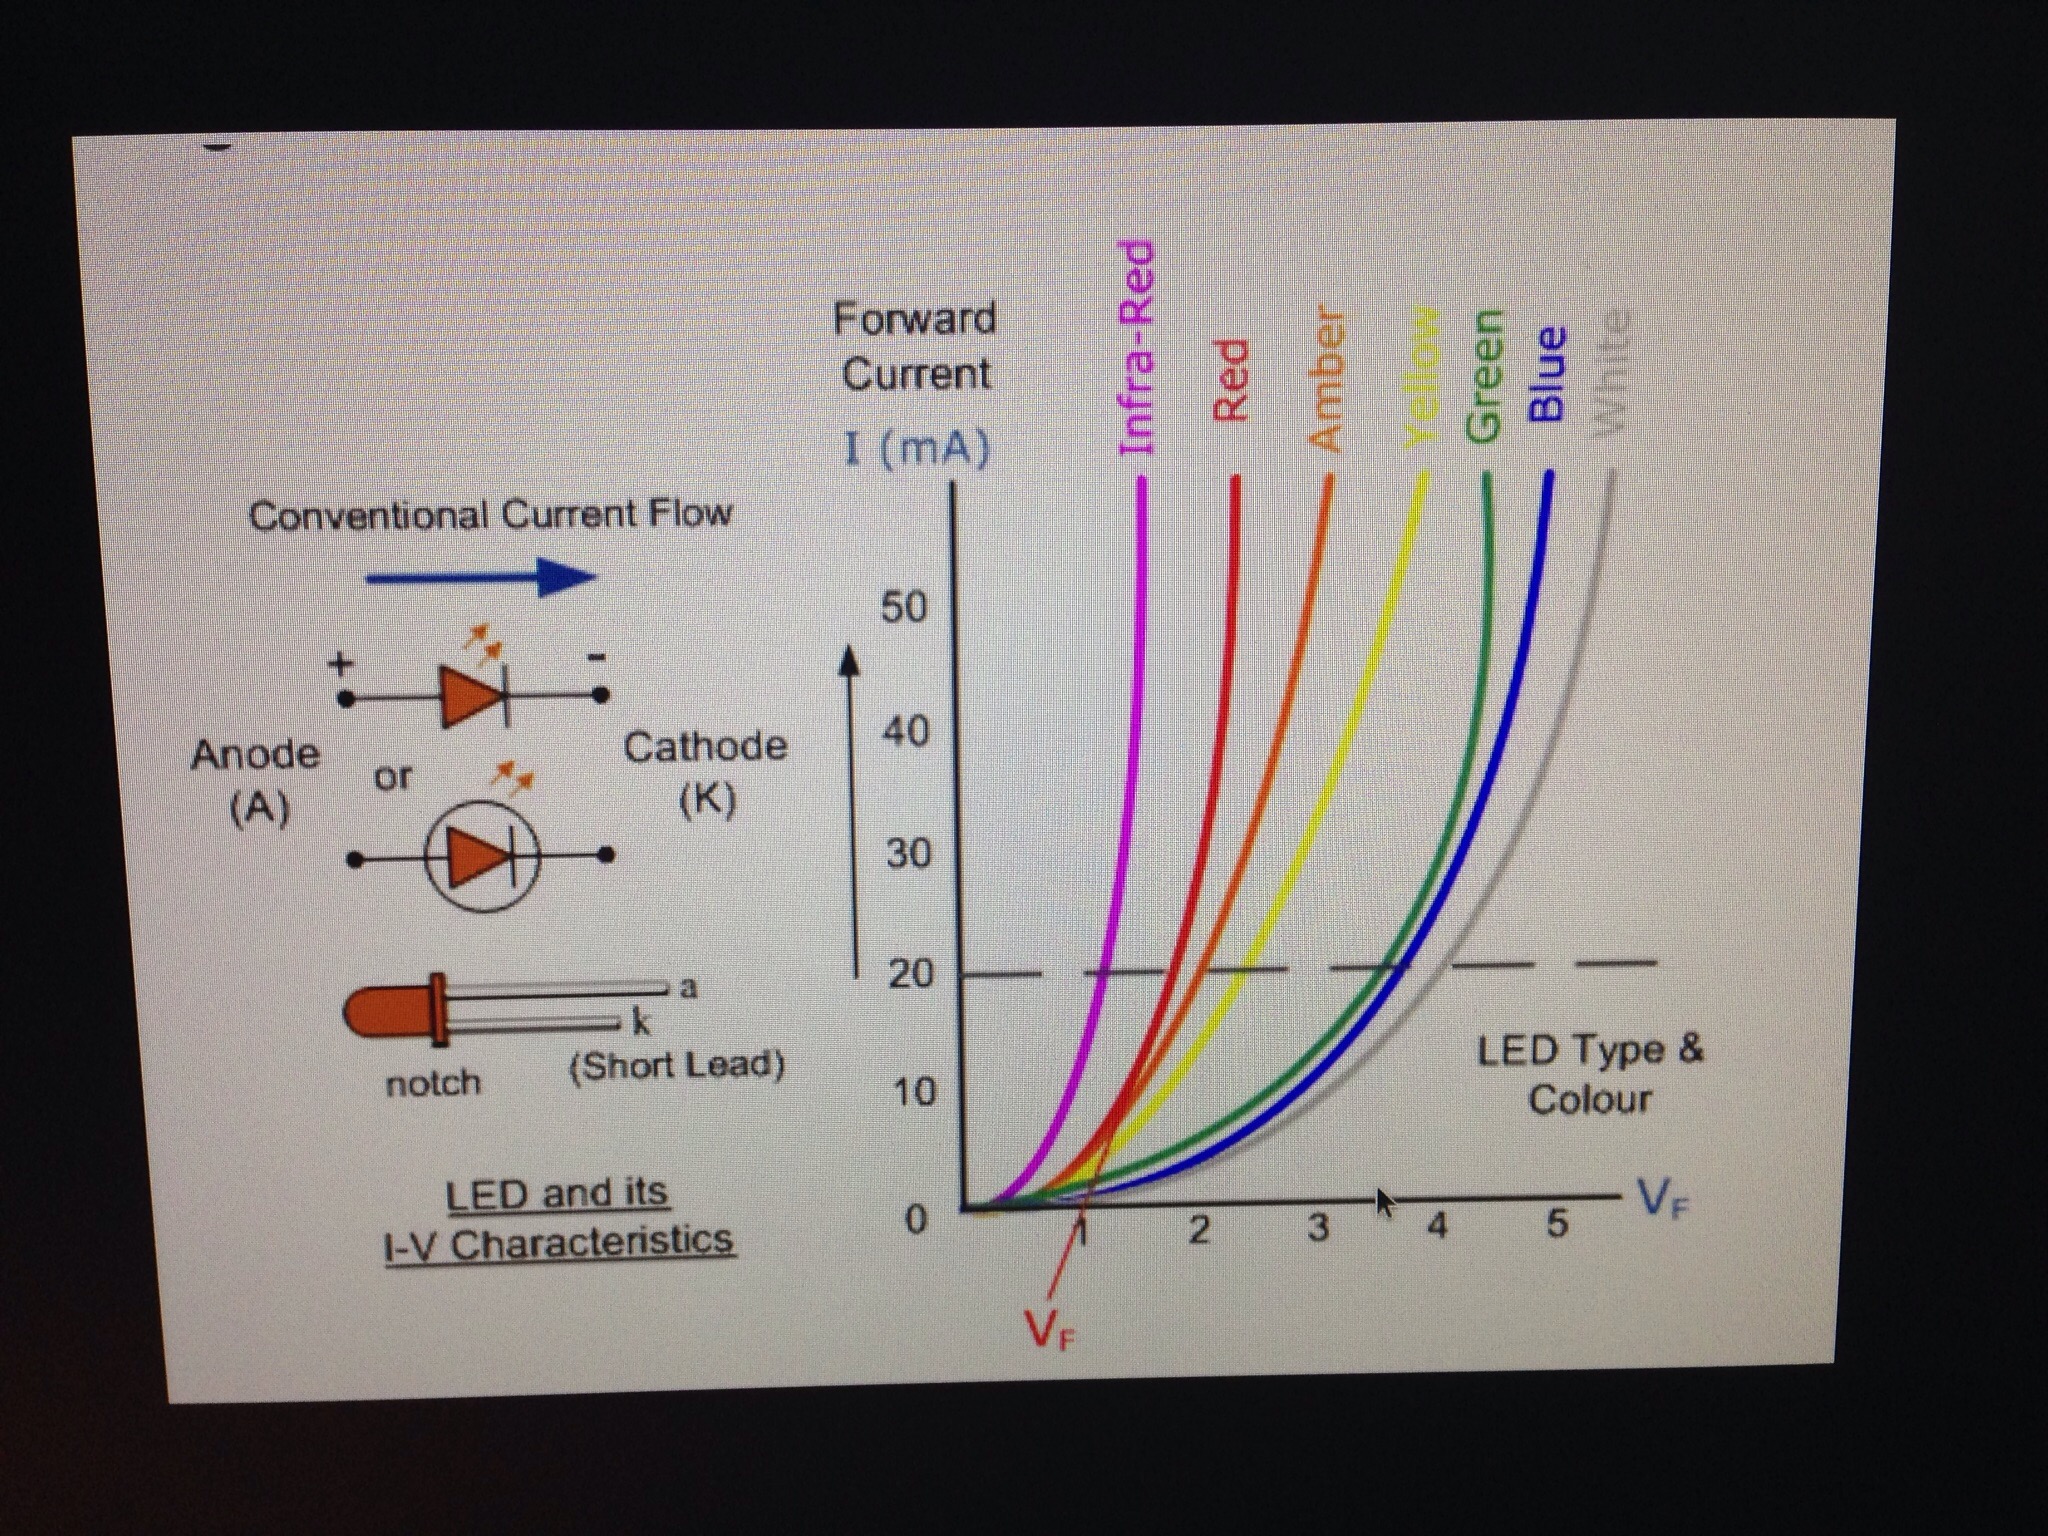 Forward
Current
I (mA)
Infra-Red
Red
Amber
Yellow
Green
Blue
White
Conventional Current Flow
+
-
Anode
(A)
or
Cathode
(K)
a
k
(Short Lead)
notch
LED and its
I-V Characteristics
50
40
30
20
10
0
1
2
3
4
5
VF
LED Type &
Colour
VF